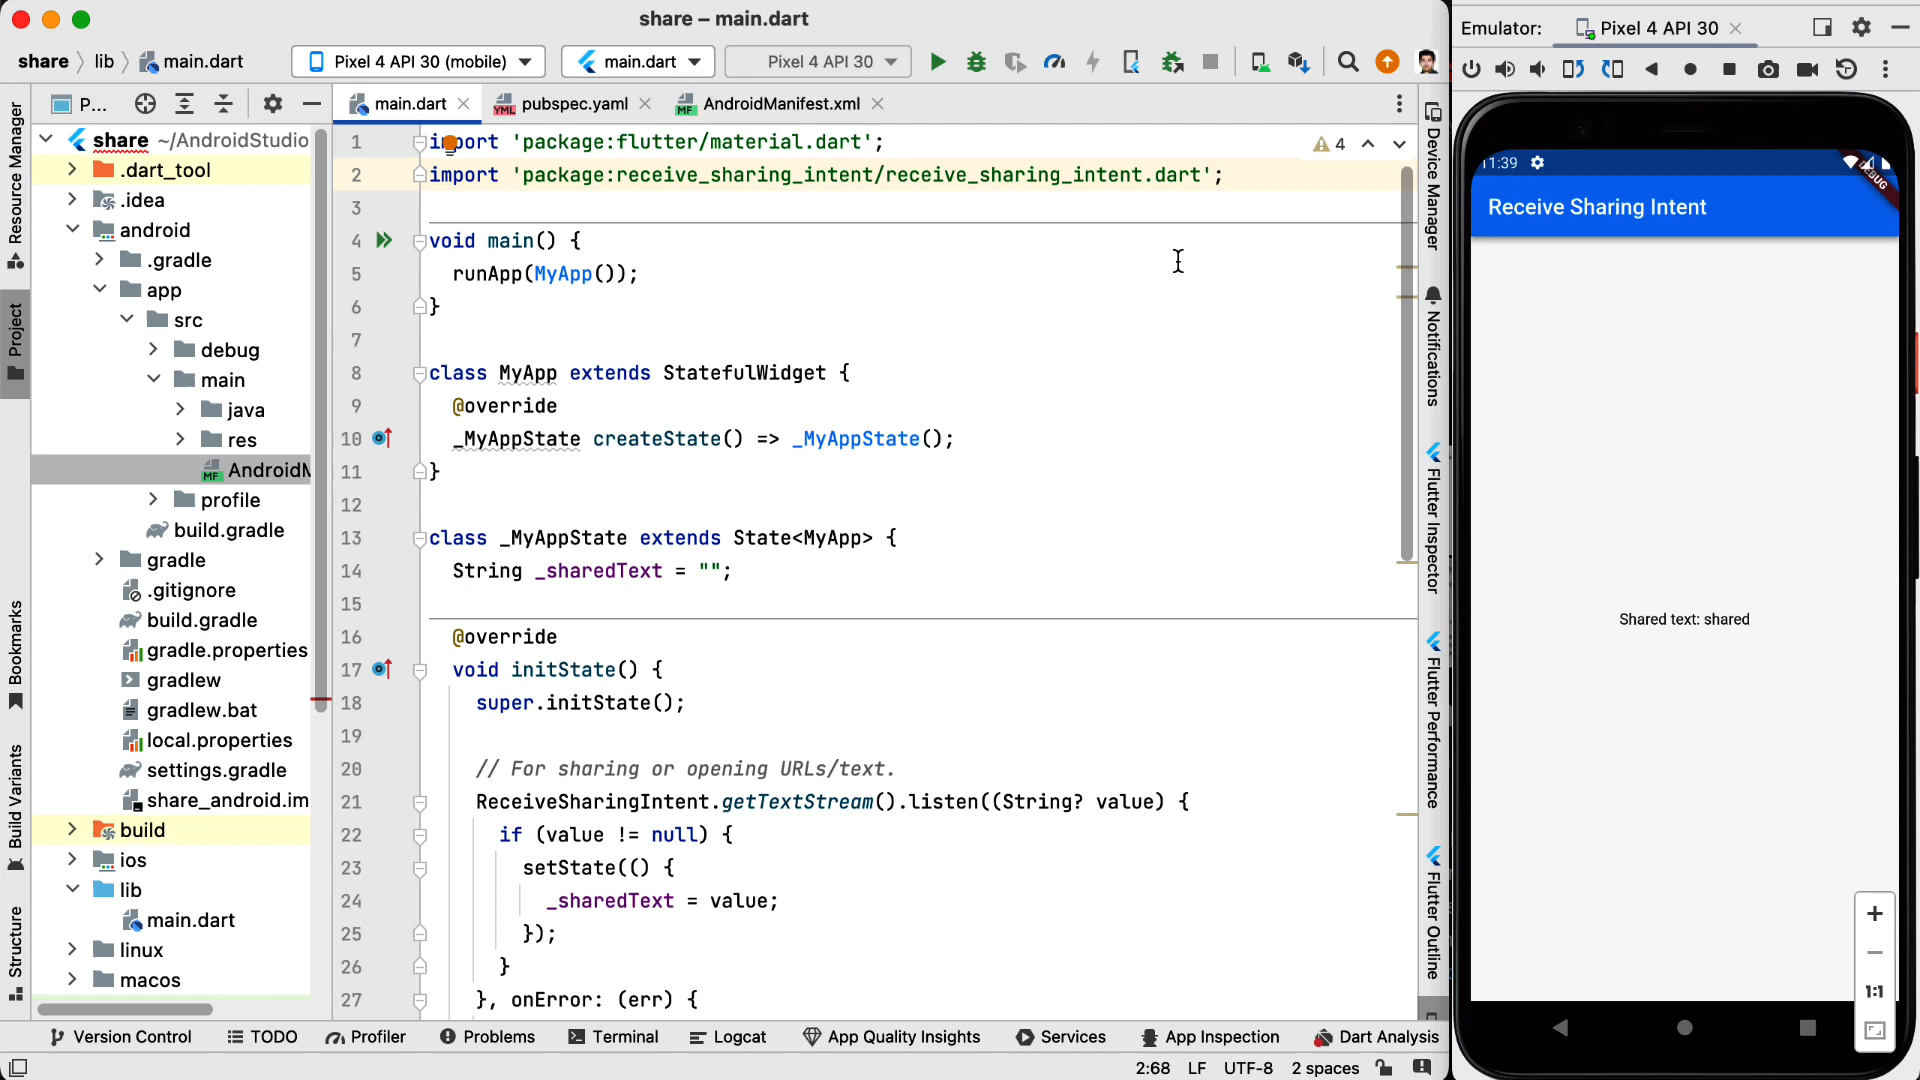 share – main.dart
share
lib
main.dart
Pixel 4 API 30 (mobile)
main.dart
Pixel 4 API 30
P...
main.dart
pubspec.yaml
AndroidManifest.xml
Resource Manager
Project
Bookmarks
Build Variants
Structure
share ~/AndroidStudio
.dart_tool
.idea
android
.gradle
app
src
debug
main
java
res
AndroidM
profile
build.gradle
gradle
.gitignore
build.gradle
gradle.properties
gradlew
gradlew.bat
local.properties
settings.gradle
share_android.im
build
ios
lib
main.dart
linux
macos
4
1 import 'package:flutter/material.dart';
2 import 'package:receive_sharing_intent/receive_sharing_intent.dart';
3
4 void main() {
5 runApp(MyApp());
6 }
7
8 class MyApp extends StatefulWidget {
9 @override
10 _MyAppState createState() => _MyAppState();
11 }
12
13 class _MyAppState extends State<MyApp> {
14 String _sharedText = "";
15
16 @override
17 void initState() {
18 super.initState();
19
20 // For sharing or opening URLs/text.
21 ReceiveSharingIntent.getTextStream().listen((String? value) {
22 if (value != null) {
23 setState(() {
24 _sharedText = value;
25 });
26 }
27 }, onError: (err) {
Device Manager
Notifications
Flutter Inspector
Flutter Performance
Flutter Outline
Version Control
TODO
Profiler
Problems
Terminal
Logcat
App Quality Insights
Services
App Inspection
Dart Analysis
2:68 LF UTF-8 2 spaces
Emulator:
Pixel 4 API 30
11:39
DEBUG
Receive Sharing Intent
Shared text: shared
+
−
1:1